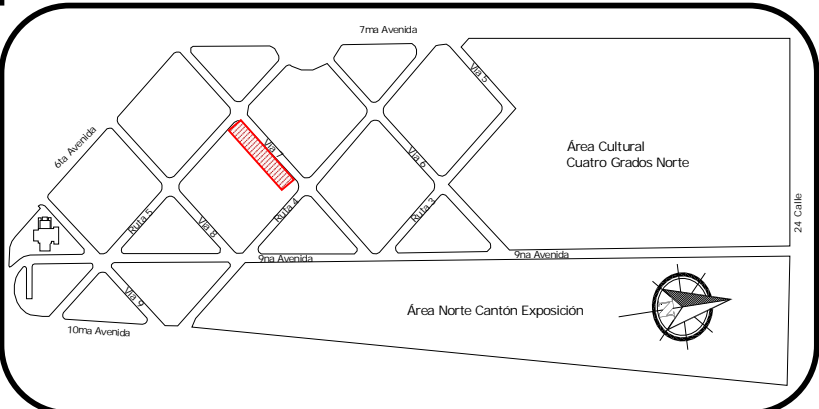 7ma Avenida
Vía 5
6ta Avenida
Vía 7
Vía 6
Área Cultural
Cuatro Grados Norte
24 Calle
Ruta 5
Vía 8
Ruta 4
Ruta 3
9na Avenida
9na Avenida
Vía 9
Área Norte Cantón Exposición
N
10ma Avenida